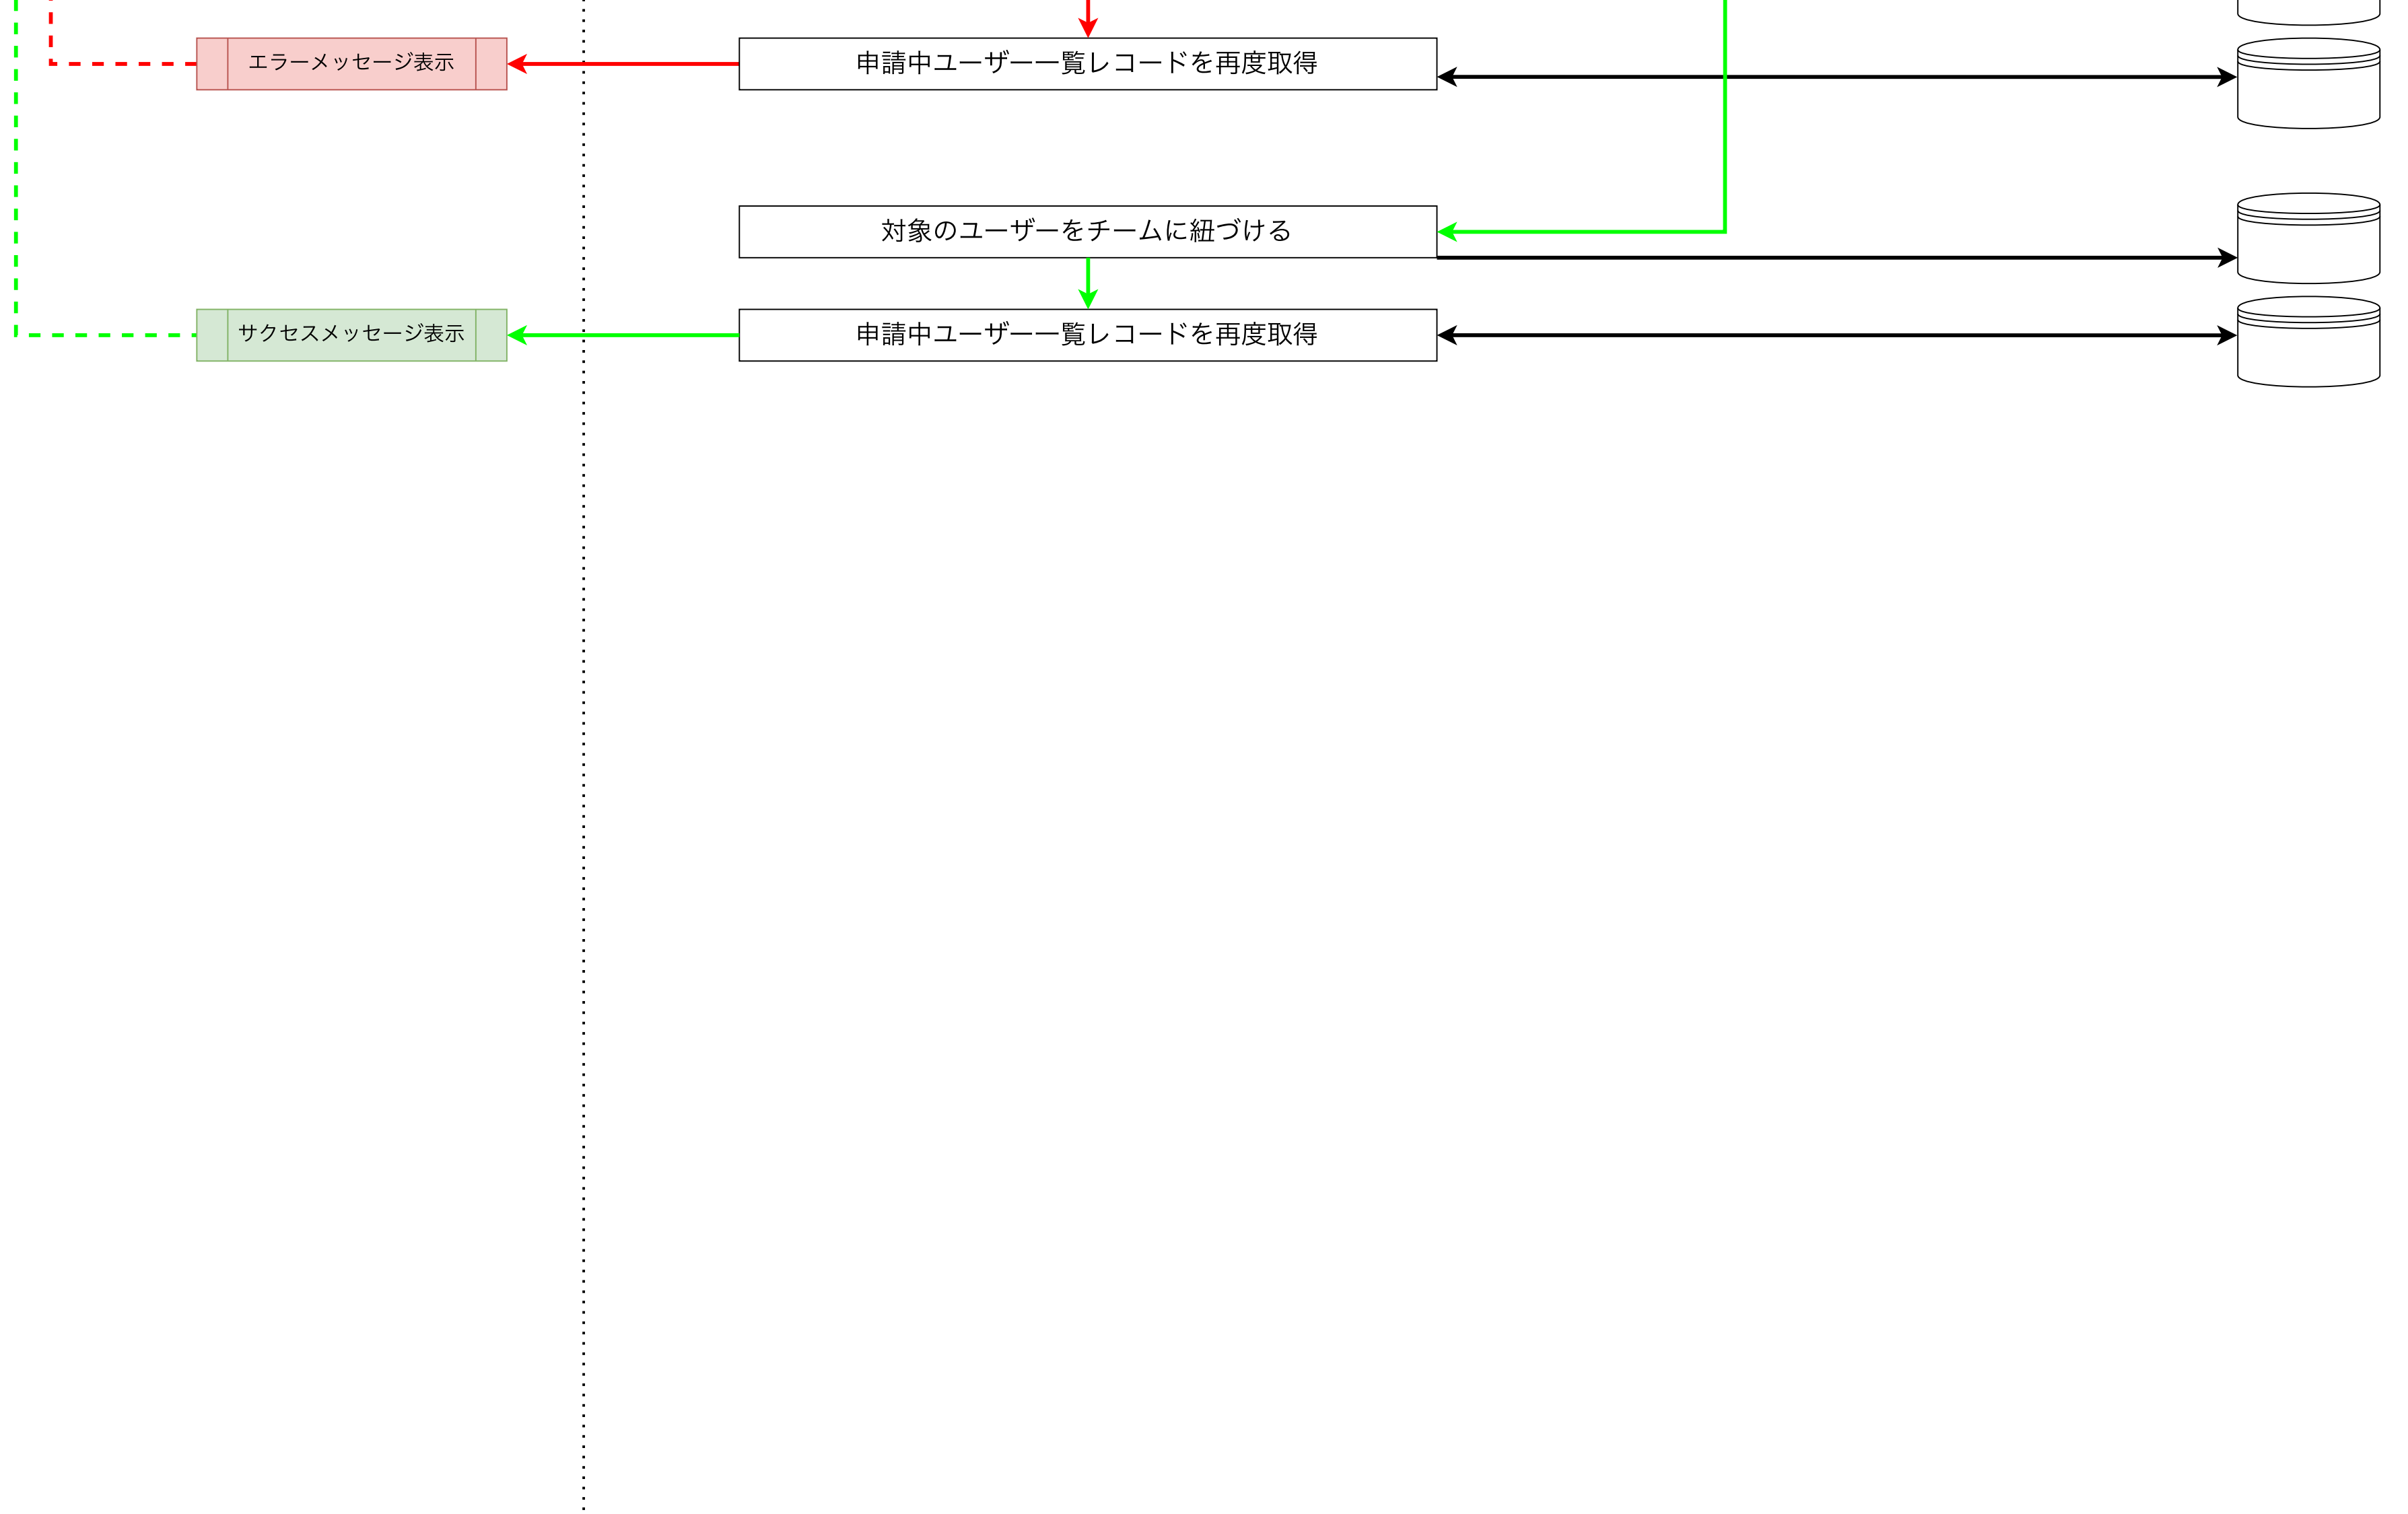 エラーメッセージ表示
申請中ユーザー一覧レコードを再度取得
対象のユーザーをチームに紐づける
サクセスメッセージ表示
申請中ユーザー一覧レコードを再度取得